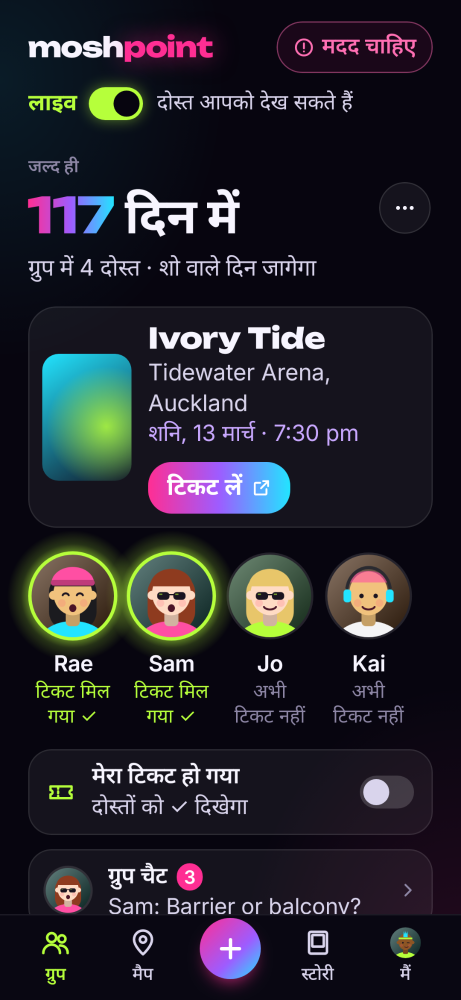 moshpoint
मदद चाहिए
लाइव
दोस्त आपको देख सकते हैं
जल्द ही
117 दिन में
ग्रुप में 4 दोस्त · शो वाले दिन जागेगा
Ivory Tide
Tidewater Arena,
Auckland
शनि, 13 मार्च · 7:30 pm
टिकट लें
Rae
टिकट मिल
गया ✓
Sam
टिकट मिल
गया ✓
Jo
अभी
टिकट नहीं
Kai
अभी
टिकट नहीं
मेरा टिकट हो गया
दोस्तों को ✓ दिखेगा
ग्रुप चैट 3
Sam: Barrier or balcony?
ग्रुप
मैप
स्टोरी
मैं